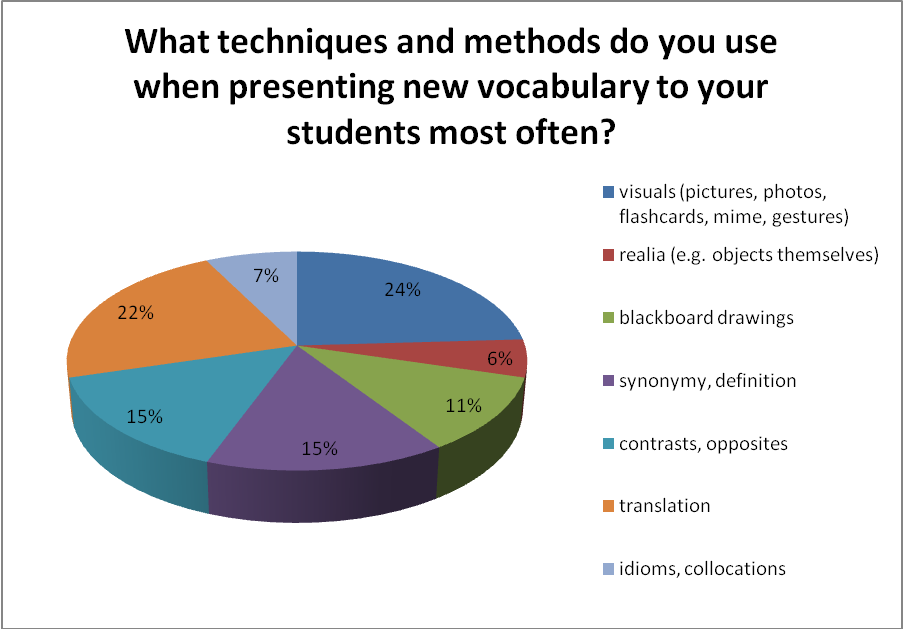 What techniques and methods do you use
when presenting new vocabulary to your
students most often?
visuals (pictures, photos,
flashcards, mime, gestures)
realia (e.g. objects themselves)
blackboard drawings
synonymy, definition
contrasts, opposites
translation
idioms, collocations
24%
6%
11%
15%
15%
22%
7%